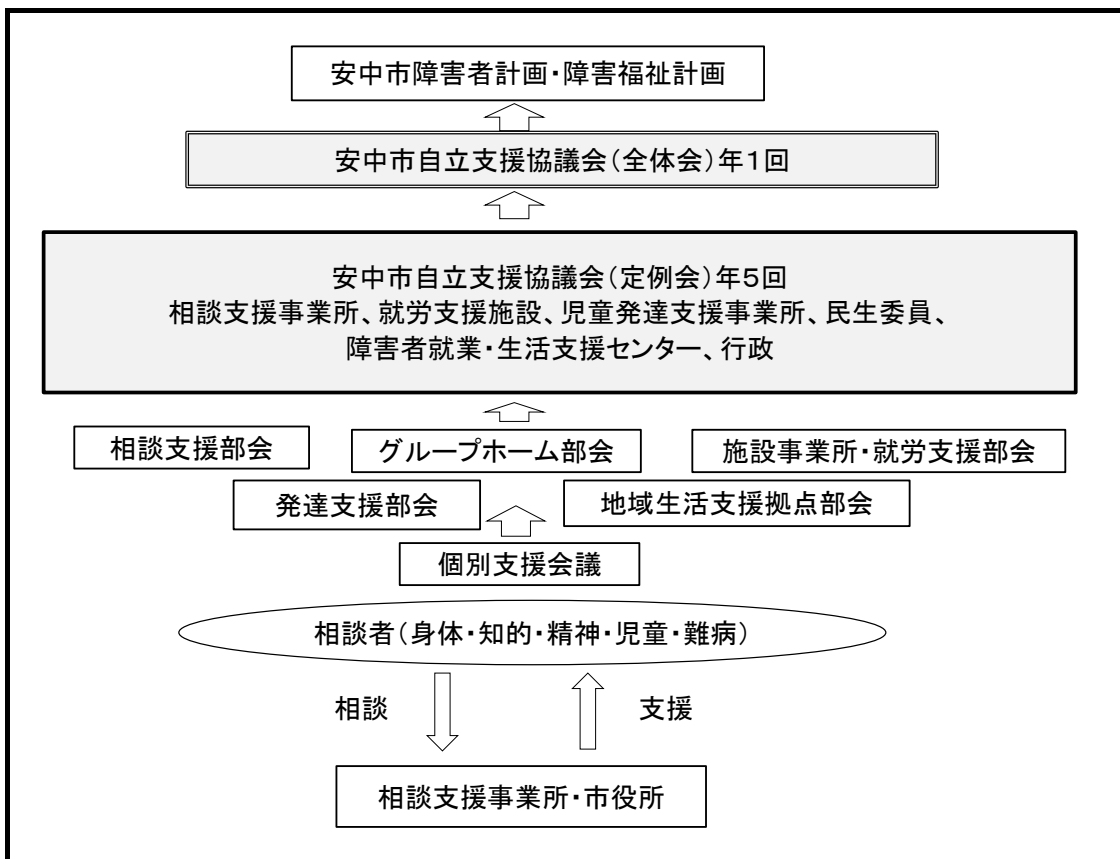 安中市障害者計画・障害福祉計画
安中市自立支援協議会(全体会)年1回
安中市自立支援協議会(定例会)年5回
相談支援事業所、就労支援施設、児童発達支援事業所、民生委員、
障害者就業・生活支援センター、行政
相談支援部会
グループホーム部会
施設事業所・就労支援部会
発達支援部会
地域生活支援拠点部会
個別支援会議
相談者(身体・知的・精神・児童・難病)
相談
支援
相談支援事業所・市役所